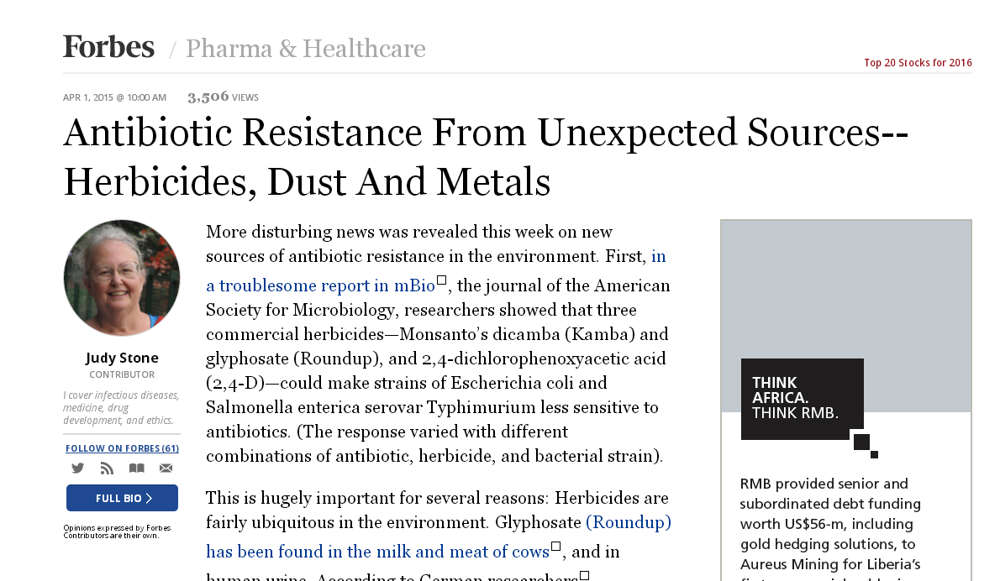 Forbes / Pharma & Healthcare
Top 20 Stocks for 2016
APR 1, 2015 @ 10:00 AM 3,506 VIEWS
Antibiotic Resistance From Unexpected Sources--
Herbicides, Dust And Metals
Judy Stone
CONTRIBUTOR
I cover infectious diseases,
medicine, drug
development, and ethics.
FOLLOW ON FORBES (61)
FULL BIO
Opinions expressed by Forbes
Contributors are their own.
More disturbing news was revealed this week on new
sources of antibiotic resistance in the environment. First, in
a troublesome report in mBio, the journal of the American
Society for Microbiology, researchers showed that three
commercial herbicides—Monsanto’s dicamba (Kamba) and
glyphosate (Roundup), and 2,4-dichlorophenoxyacetic acid
(2,4-D)—could make strains of Escherichia coli and
Salmonella enterica serovar Typhimurium less sensitive to
antibiotics. (The response varied with different
combinations of antibiotic, herbicide, and bacterial strain).
This is hugely important for several reasons: Herbicides are
fairly ubiquitous in the environment. Glyphosate (Roundup)
has been found in the milk and meat of cows, and in
human urine. According to German researchers
THINK
AFRICA.
THINK RMB.
RMB provided senior and
subordinated debt funding
worth US$56-m, including
gold hedging solutions, to
Aureus Mining for Liberia’s